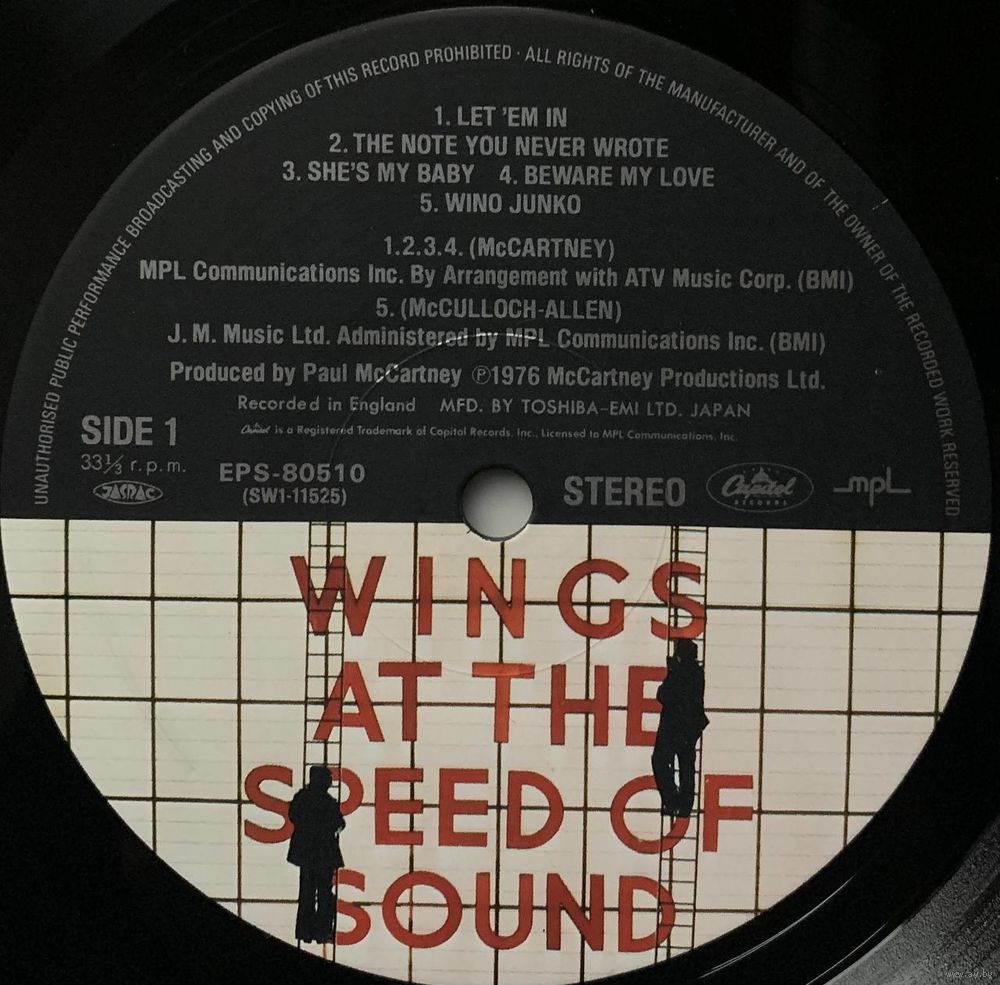 UNAUTHORISED PUBLIC PERFORMANCE BROADCASTING AND COPYING OF THIS RECORD PROHIBITED · ALL RIGHTS OF THE MANUFACTURER AND OF THE OWNER OF THE RECORDED WORK RESERVED
1. LET 'EM IN
2. THE NOTE YOU NEVER WROTE
3. SHE'S MY BABY 4. BEWARE MY LOVE
5. WINO JUNKO
1.2.3.4. (McCARTNEY)
MPL Communications Inc. By Arrangement with ATV Music Corp. (BMI)
5. (McCULLOCH-ALLEN)
J. M. Music Ltd. Administered by MPL Communications Inc. (BMI)
Produced by Paul McCartney ℗1976 McCartney Productions Ltd.
Recorded in England MFD. BY TOSHIBA-EMI LTD. JAPAN
Capitol is a Registered Trademark of Capitol Records, Inc., Licensed to MPL Communications, Inc.
SIDE 1
33⅓ r.p.m.
JASRAC
EPS-80510
(SW1-11525)
STEREO
Capitol
RECORDS
mpl
WINGS
AT THE
SPEED OF
SOUND
www.ay.by